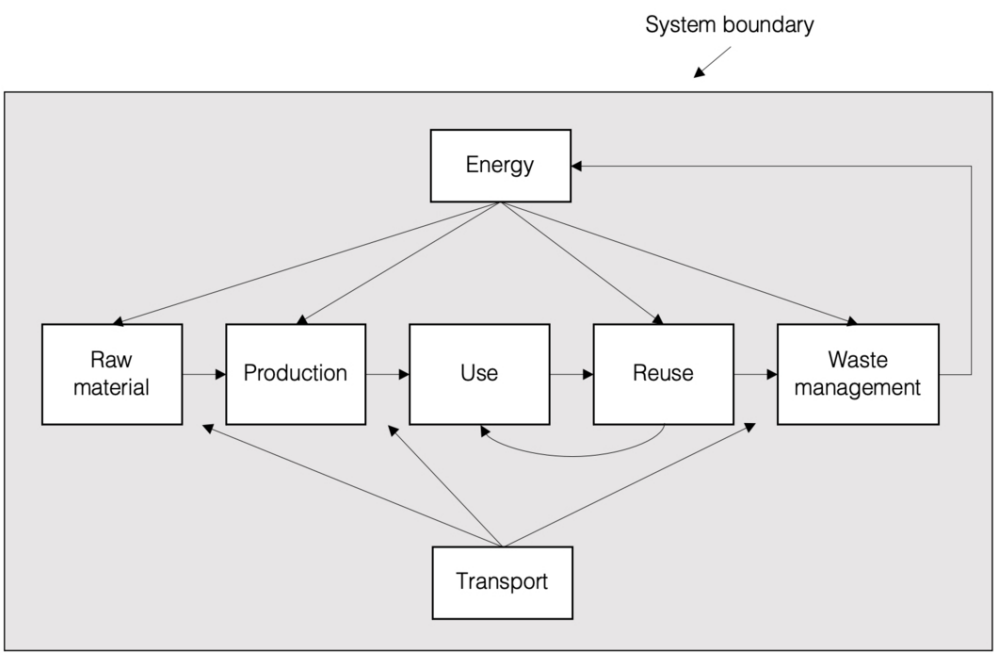 System boundary
Energy
Raw
material
Production
Use
Reuse
Waste
management
Transport